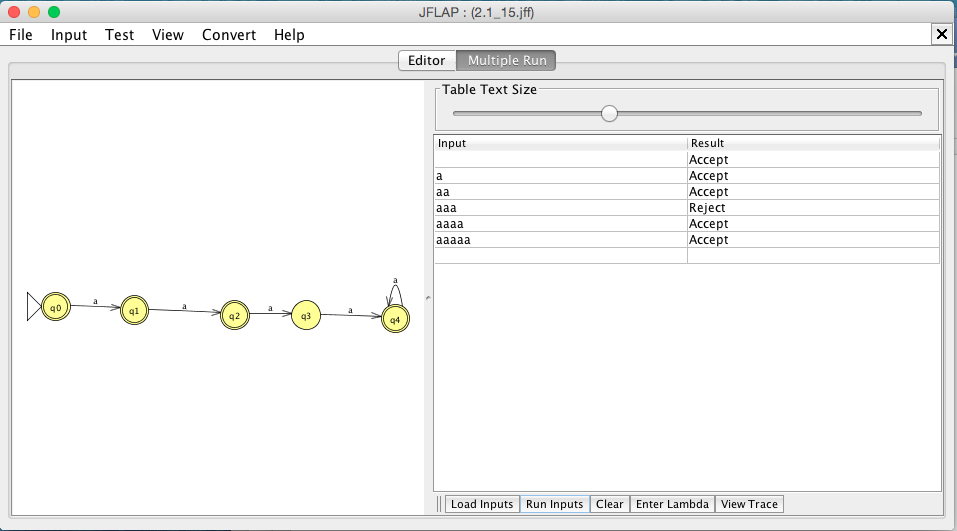 JFLAP : (2.1_15.jff)
File Input Test View Convert Help
Editor Multiple Run
Table Text Size
Input Result
Accept
a Accept
aa Accept
aaa Reject
aaaa Accept
aaaaa Accept
a
a a a a
q0 q1 q2 q3 q4
Load Inputs Run Inputs Clear Enter Lambda View Trace